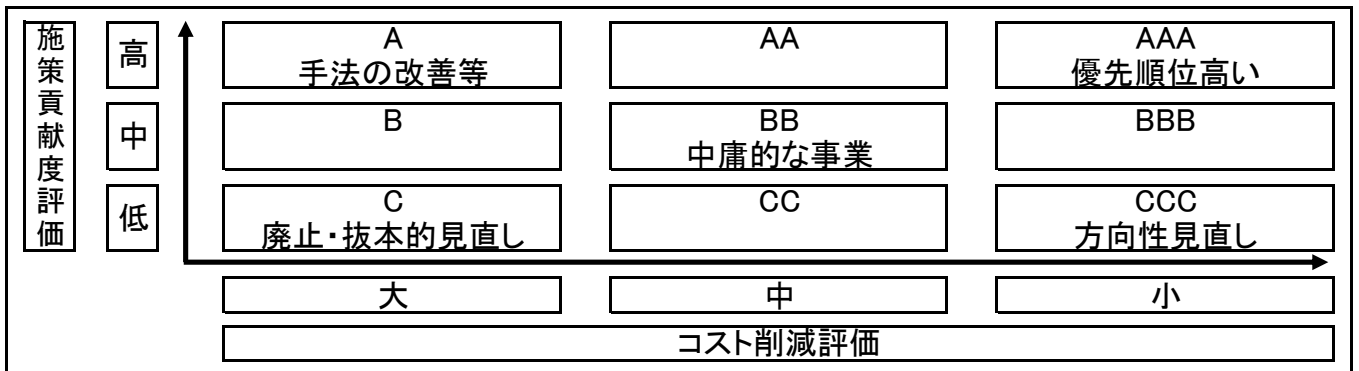 施策貢献度評価
高
A
手法の改善等
AA
AAA
優先順位高い
中
B
BB
中庸的な事業
BBB
低
C
廃止・抜本的見直し
CC
CCC
方向性見直し
大
中
小
コスト削減評価